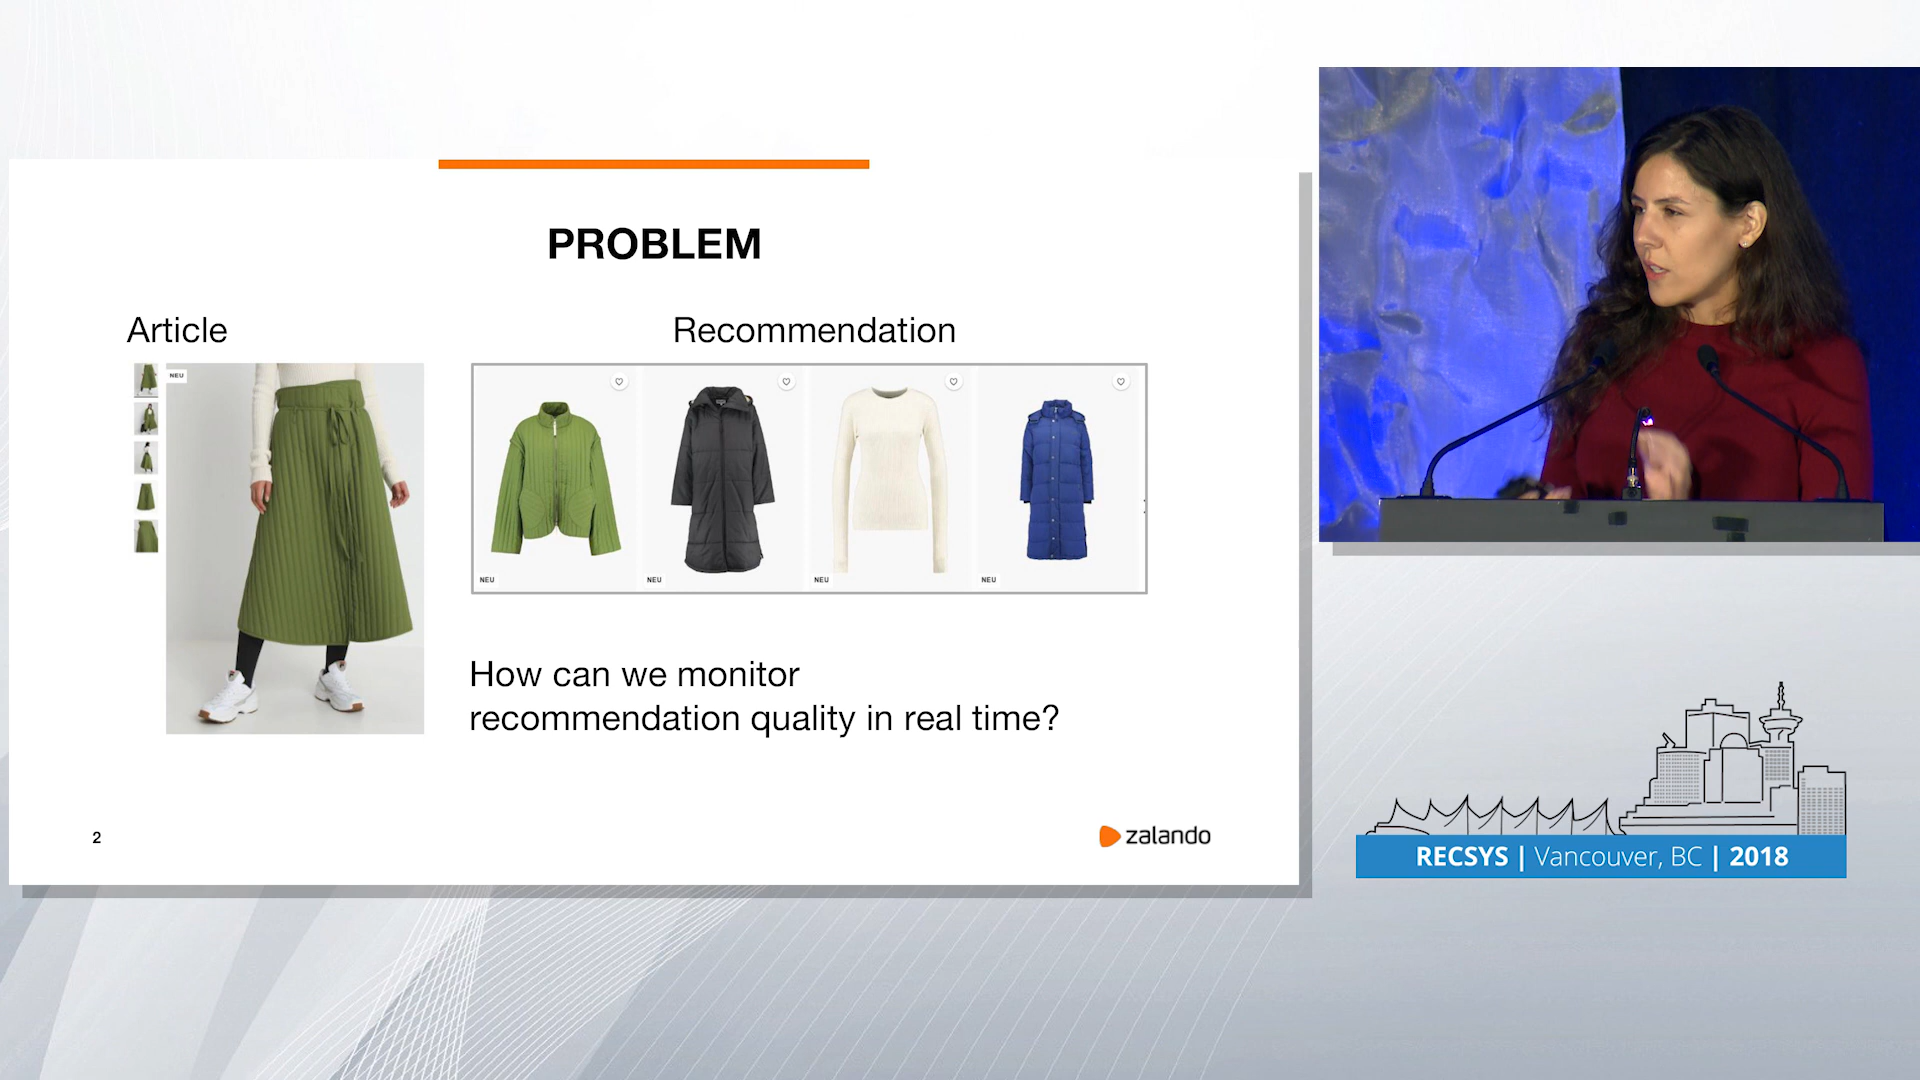 PROBLEM
Article
Recommendation
NEU
NEU
NEU
NEU
NEU
How can we monitor
recommendation quality in real time?
2
zalando
RECSYS | Vancouver, BC | 2018